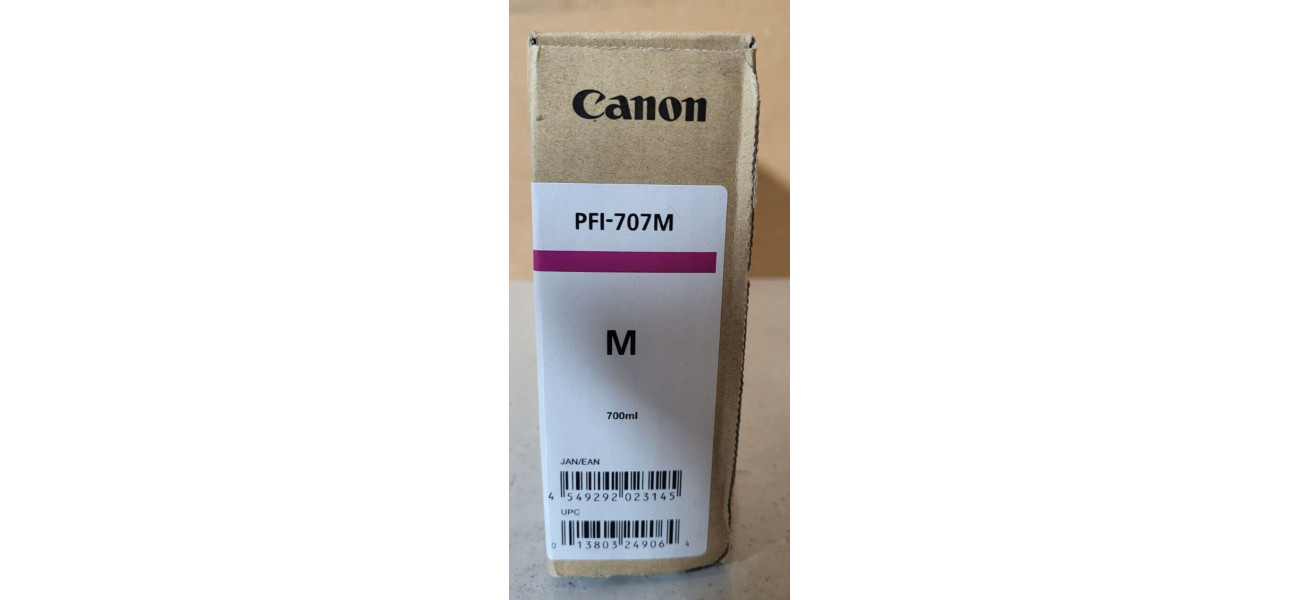 Canon
PFI-707M
M
700ml
JAN/EAN
4 549292 023145
UPC
0 13803 24906 4